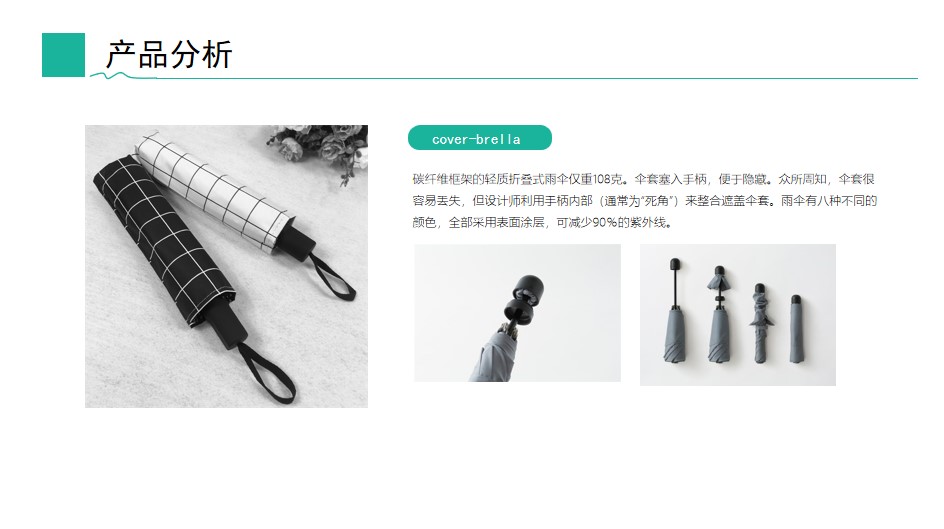 产品分析
cover-brella
碳纤维框架的轻质折叠式雨伞仅重108克。伞套塞入手柄，便于隐藏。众所周知，伞套很
容易丢失，但设计师利用手柄内部（通常为“死角”）来整合遮盖伞套。雨伞有八种不同的
颜色，全部采用表面涂层，可减少90%的紫外线。